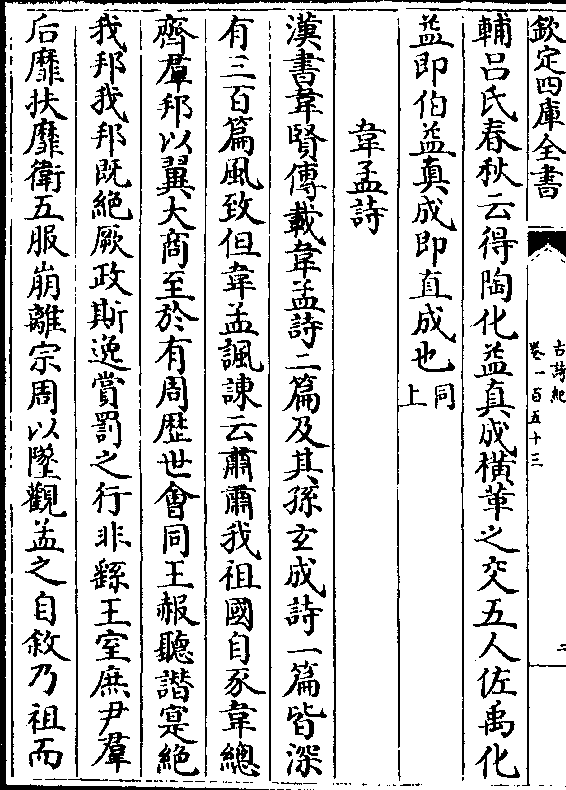 欽定四庫全書
古詩紀
卷一百五十三
輔吕氏春秋云得陶化益真成横革之交五人佐禹化
益即伯益真成即直成也同上
韋孟詩
漢書韋賢傳載韋孟詩二篇及其孫玄成詩一篇皆深
有三百篇風致但韋孟諷諫云肅肅我祖國自豕韋總
齊羣邦以翼大商至於有周歴世會同王赧聽譖寔絶
我邦我邦既絶厥政斯逸賞罰之行非繇王室庶尹羣
后靡扶靡衛五服崩離宗周以墜觀孟之自敘乃祖而